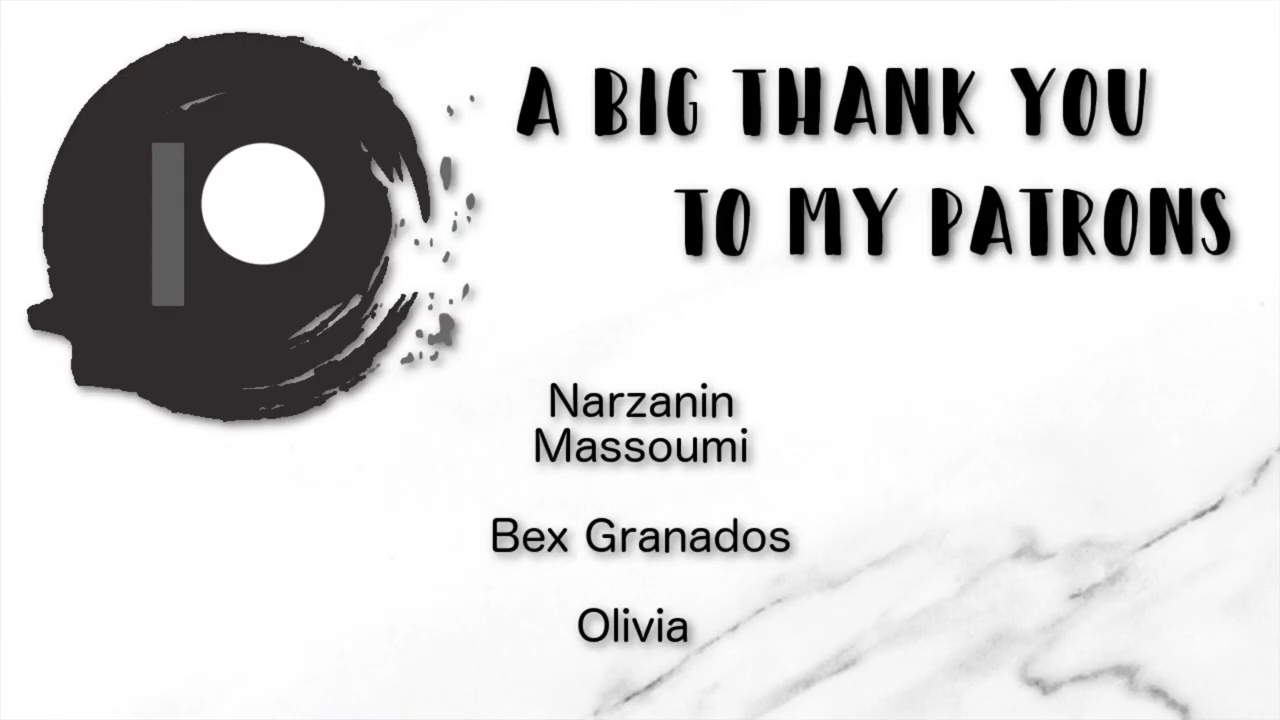 A BIG THANK YOU
TO MY PATRONS
Narzanin
Massoumi
Bex Granados
Olivia